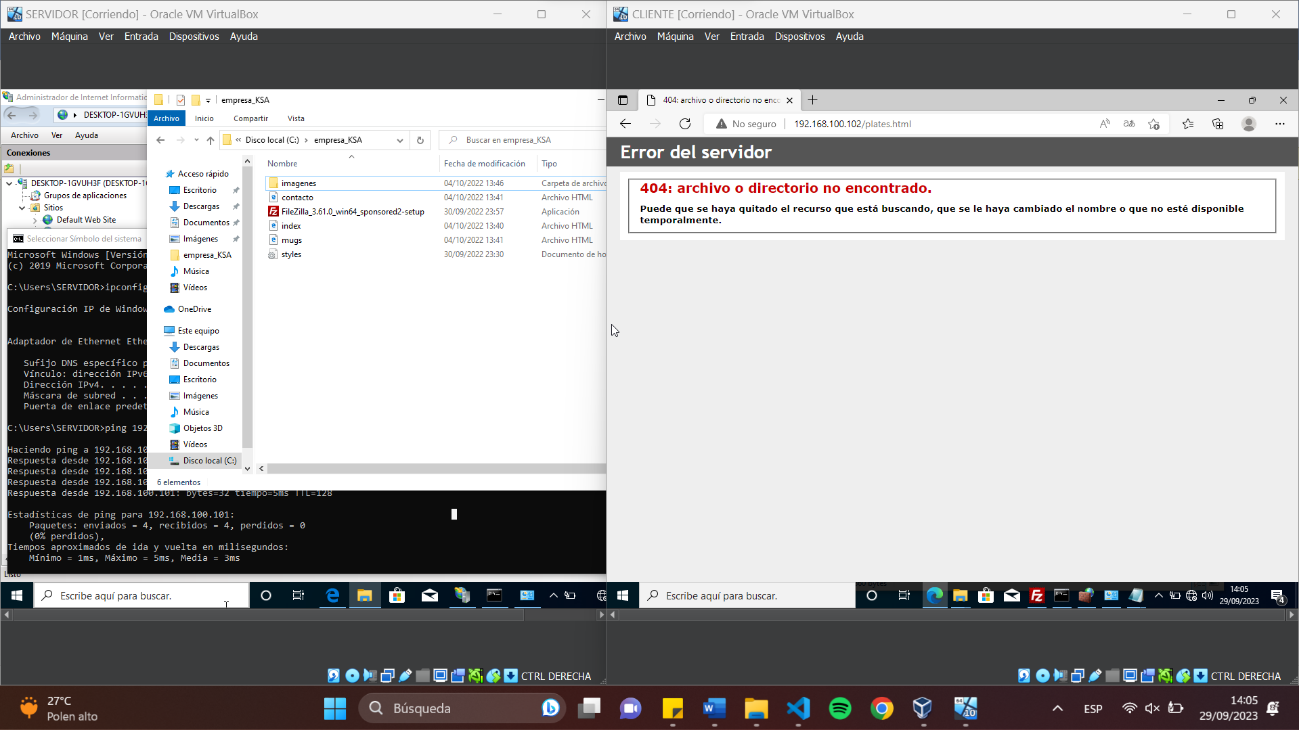 SERVIDOR [Corriendo] - Oracle VM VirtualBox
Archivo Máquina Ver Entrada Dispositivos Ayuda
Administrador de Internet Informatic
DESKTOP-1GVUH3
Archivo Ver Ayuda
Conexiones
DESKTOP-1GVUH3F (DESKTOP-1
Grupos de aplicaciones
Sitios
Default Web Site
Seleccionar Símbolo del sistema
Microsoft Windows [Versión
(c) 2019 Microsoft Corpora
C:\Users\SERVIDOR>ipconfig
Configuración IP de Window
Adaptador de Ethernet Ethe
Sufijo DNS específico p
Vínculo: dirección IPv6
Dirección IPv4. . . . .
Máscara de subred . . .
Puerta de enlace predet
C:\Users\SERVIDOR>ping 192
Haciendo ping a 192.168.10
Respuesta desde 192.168.10
Respuesta desde 192.168.10
Respuesta desde 192.168.10
Respuesta desde 192.168.100.101: bytes=32 tiempo=5ms TTL=128
Estadísticas de ping para 192.168.100.101:
Paquetes: enviados = 4, recibidos = 4, perdidos = 0
(0% perdidos),
Tiempos aproximados de ida y vuelta en milisegundos:
Mínimo = 1ms, Máximo = 5ms, Media = 3ms
Listo
empresa_KSA
Archivo Inicio Compartir Vista
« Disco local (C:) › empresa_KSA
Buscar en empresa_KSA
Acceso rápido
Escritorio
Descargas
Documentos
Imágenes
empresa_KSA
Música
Vídeos
OneDrive
Este equipo
Descargas
Documentos
Escritorio
Imágenes
Música
Objetos 3D
Vídeos
Disco local (C:)
Nombre Fecha de modificación Tipo
imagenes 04/10/2022 13:46 Carpeta de archivo
contacto 04/10/2022 13:41 Archivo HTML
FileZilla_3.61.0_win64_sponsored2-setup 30/09/2022 23:57 Aplicación
index 04/10/2022 13:40 Archivo HTML
mugs 04/10/2022 13:41 Archivo HTML
styles 30/09/2022 23:30 Documento de ho
6 elementos
Escribe aquí para buscar.
CTRL DERECHA
CLIENTE [Corriendo] - Oracle VM VirtualBox
Archivo Máquina Ver Entrada Dispositivos Ayuda
404: archivo o directorio no enco
No seguro 192.168.100.102/plates.html
Error del servidor
404: archivo o directorio no encontrado.
Puede que se haya quitado el recurso que está buscando, que se le haya cambiado el nombre o que no esté disponible
temporalmente.
Escribe aquí para buscar.
14:05
29/09/2023
4
CTRL DERECHA
27°C
Polen alto
Búsqueda
ESP
14:05
29/09/2023